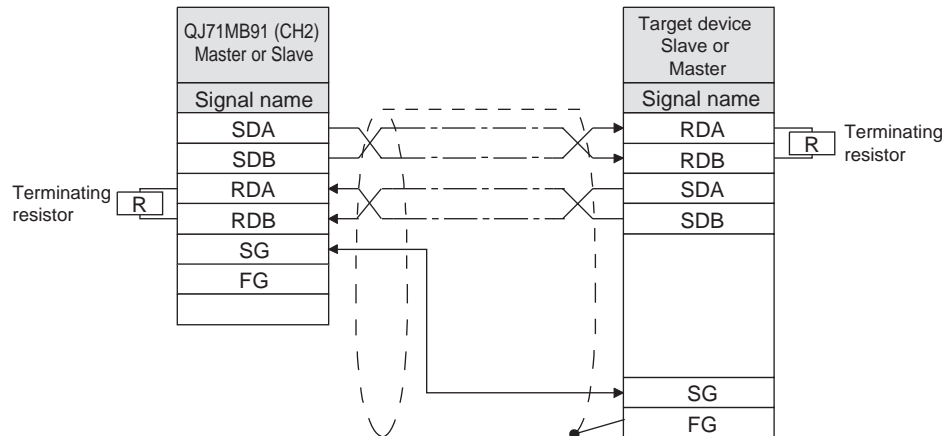 QJ71MB91 (CH2)
Master or Slave
Signal name
SDA
SDB
RDA
RDB
SG
FG
Terminating
resistor
R
Target device
Slave or
Master
Signal name
RDA
RDB
SDA
SDB
SG
FG
R
Terminating
resistor